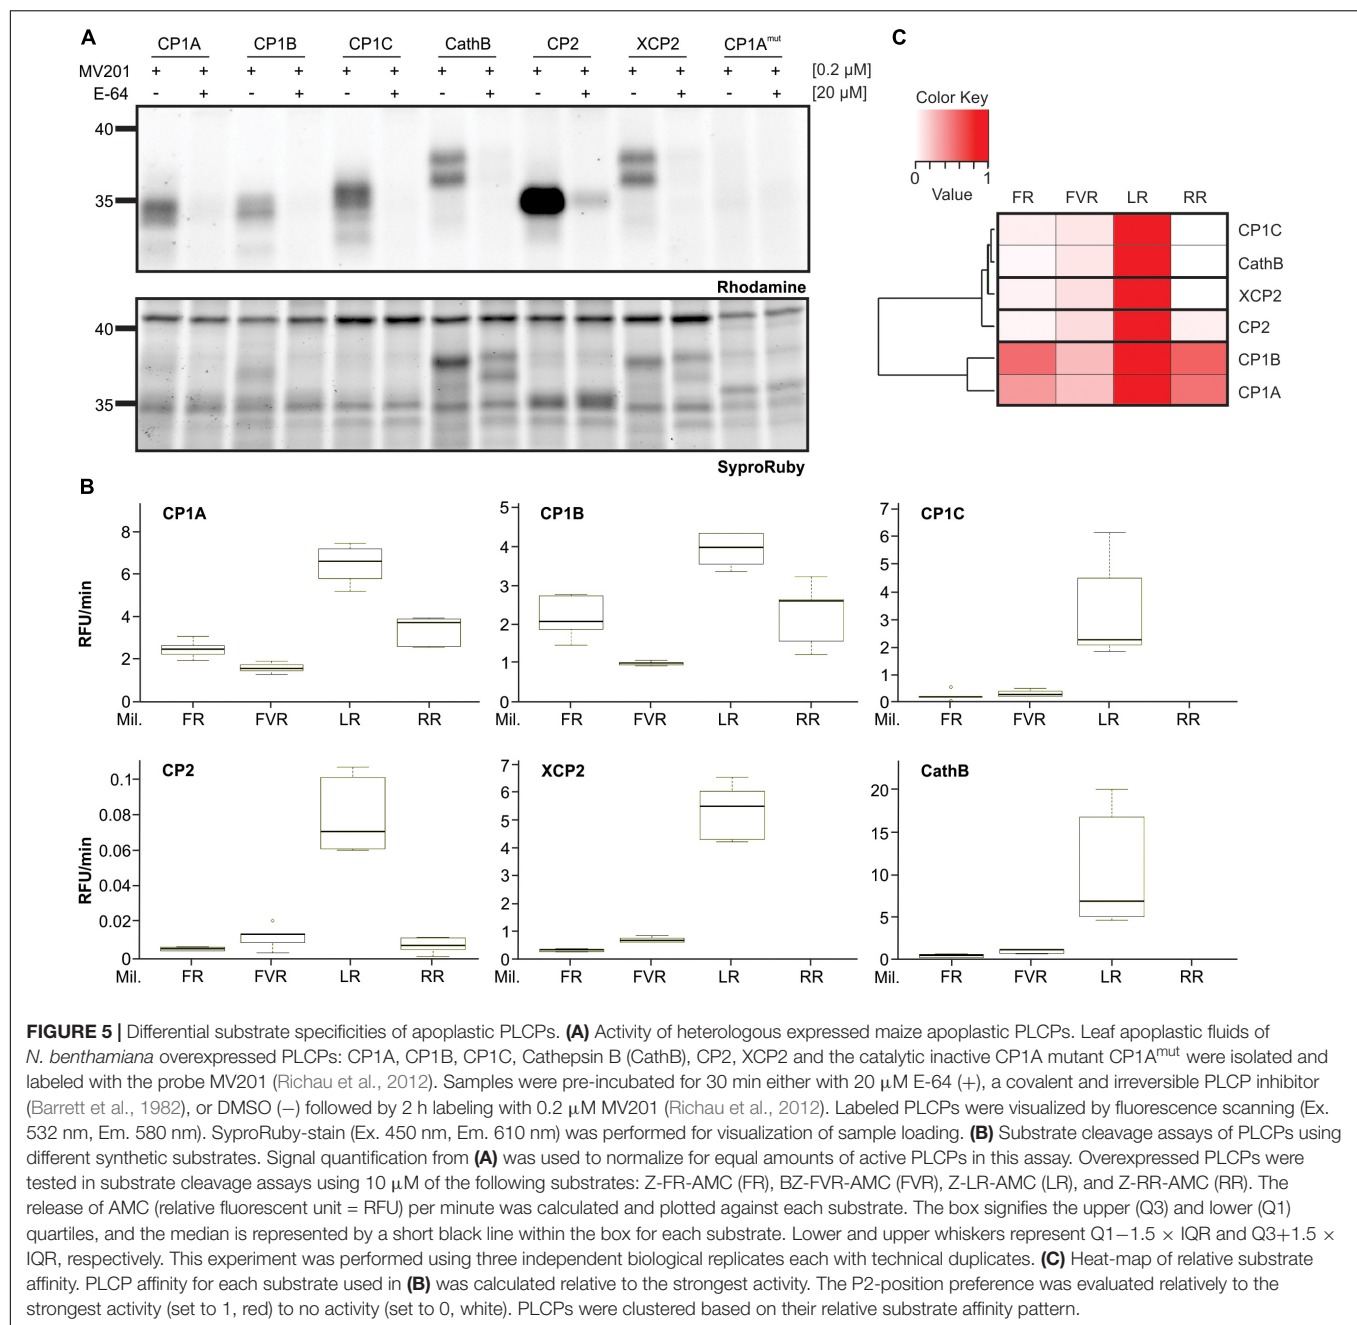 A
CP1A CP1B CP1C CathB CP2 XCP2 CP1Amut
MV201 + + + + + + + + + + + + + + [0.2 μM]
E-64 - + - + - + - + - + - + - + [20 μM]
40
35
Rhodamine
40
35
SyproRuby
C
Color Key
0 1
Value
FR FVR LR RR
CP1C
CathB
XCP2
CP2
CP1B
CP1A
B
CP1A
RFU/min
8
6
4
2
0
Mil. FR FVR LR RR
CP1B
5
4
3
2
1
0
FR FVR LR RR
CP1C
7
6
5
4
3
2
1
0
FR FVR LR RR
CP2
RFU/min
0.1
0.08
0.06
0.04
0.02
0
Mil. FR FVR LR RR
XCP2
7
6
5
4
3
2
1
0
Mil. FR FVR LR RR
CathB
20
15
10
5
0
Mil. FR FVR LR RR
FIGURE 5 | Differential substrate specificities of apoplastic PLCPs. (A) Activity of heterologous expressed maize apoplastic PLCPs. Leaf apoplastic fluids of
N. benthamiana overexpressed PLCPs: CP1A, CP1B, CP1C, Cathepsin B (CathB), CP2, XCP2 and the catalytic inactive CP1A mutant CP1Amut were isolated and
labeled with the probe MV201 (Richau et al., 2012). Samples were pre-incubated for 30 min either with 20 μM E-64 (+), a covalent and irreversible PLCP inhibitor
(Barrett et al., 1982), or DMSO (−) followed by 2 h labeling with 0.2 μM MV201 (Richau et al., 2012). Labeled PLCPs were visualized by fluorescence scanning (Ex.
532 nm, Em. 580 nm). SyproRuby-stain (Ex. 450 nm, Em. 610 nm) was performed for visualization of sample loading. (B) Substrate cleavage assays of PLCPs using
different synthetic substrates. Signal quantification from (A) was used to normalize for equal amounts of active PLCPs in this assay. Overexpressed PLCPs were
tested in substrate cleavage assays using 10 μM of the following substrates: Z-FR-AMC (FR), BZ-FVR-AMC (FVR), Z-LR-AMC (LR), and Z-RR-AMC (RR). The
release of AMC (relative fluorescent unit = RFU) per minute was calculated and plotted against each substrate. The box signifies the upper (Q3) and lower (Q1)
quartiles, and the median is represented by a short black line within the box for each substrate. Lower and upper whiskers represent Q1−1.5 × IQR and Q3+1.5 ×
IQR, respectively. This experiment was performed using three independent biological replicates each with technical duplicates. (C) Heat-map of relative substrate
affinity. PLCP affinity for each substrate used in (B) was calculated relative to the strongest activity. The P2-position preference was evaluated relatively to the
strongest activity (set to 1, red) to no activity (set to 0, white). PLCPs were clustered based on their relative substrate affinity pattern.